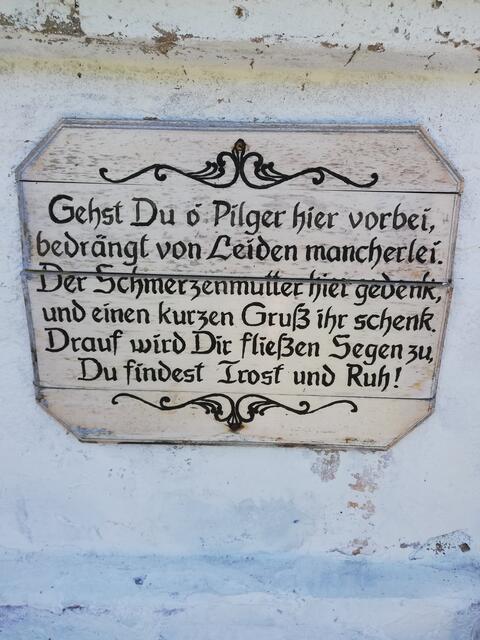 Gehst Du o Pilger hier vorbei,
bedrängt von Leiden mancherlei.
Der Schmerzenmutter hier gedenk,
und einen kurzen Gruß ihr schenk.
Drauf wird Dir fließen Segen zu,
Du findest Trost und Ruh!